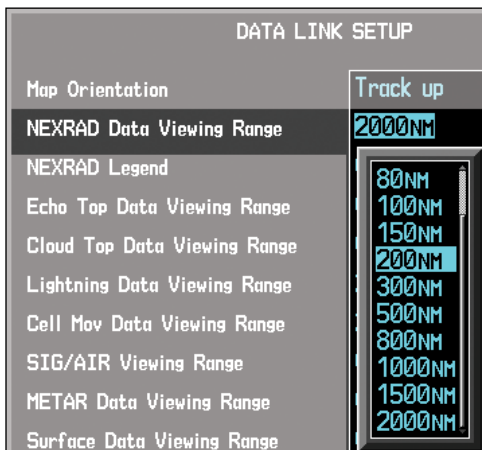 DATA LINK SETUP
Map Orientation Track up
NEXRAD Data Viewing Range 2000NM
NEXRAD Legend
Echo Top Data Viewing Range
Cloud Top Data Viewing Range
Lightning Data Viewing Range
Cell Mov Data Viewing Range
SIG/AIR Viewing Range
METAR Data Viewing Range
Surface Data Viewing Range
80NM
100NM
150NM
200NM
300NM
500NM
800NM
1000NM
1500NM
2000NM